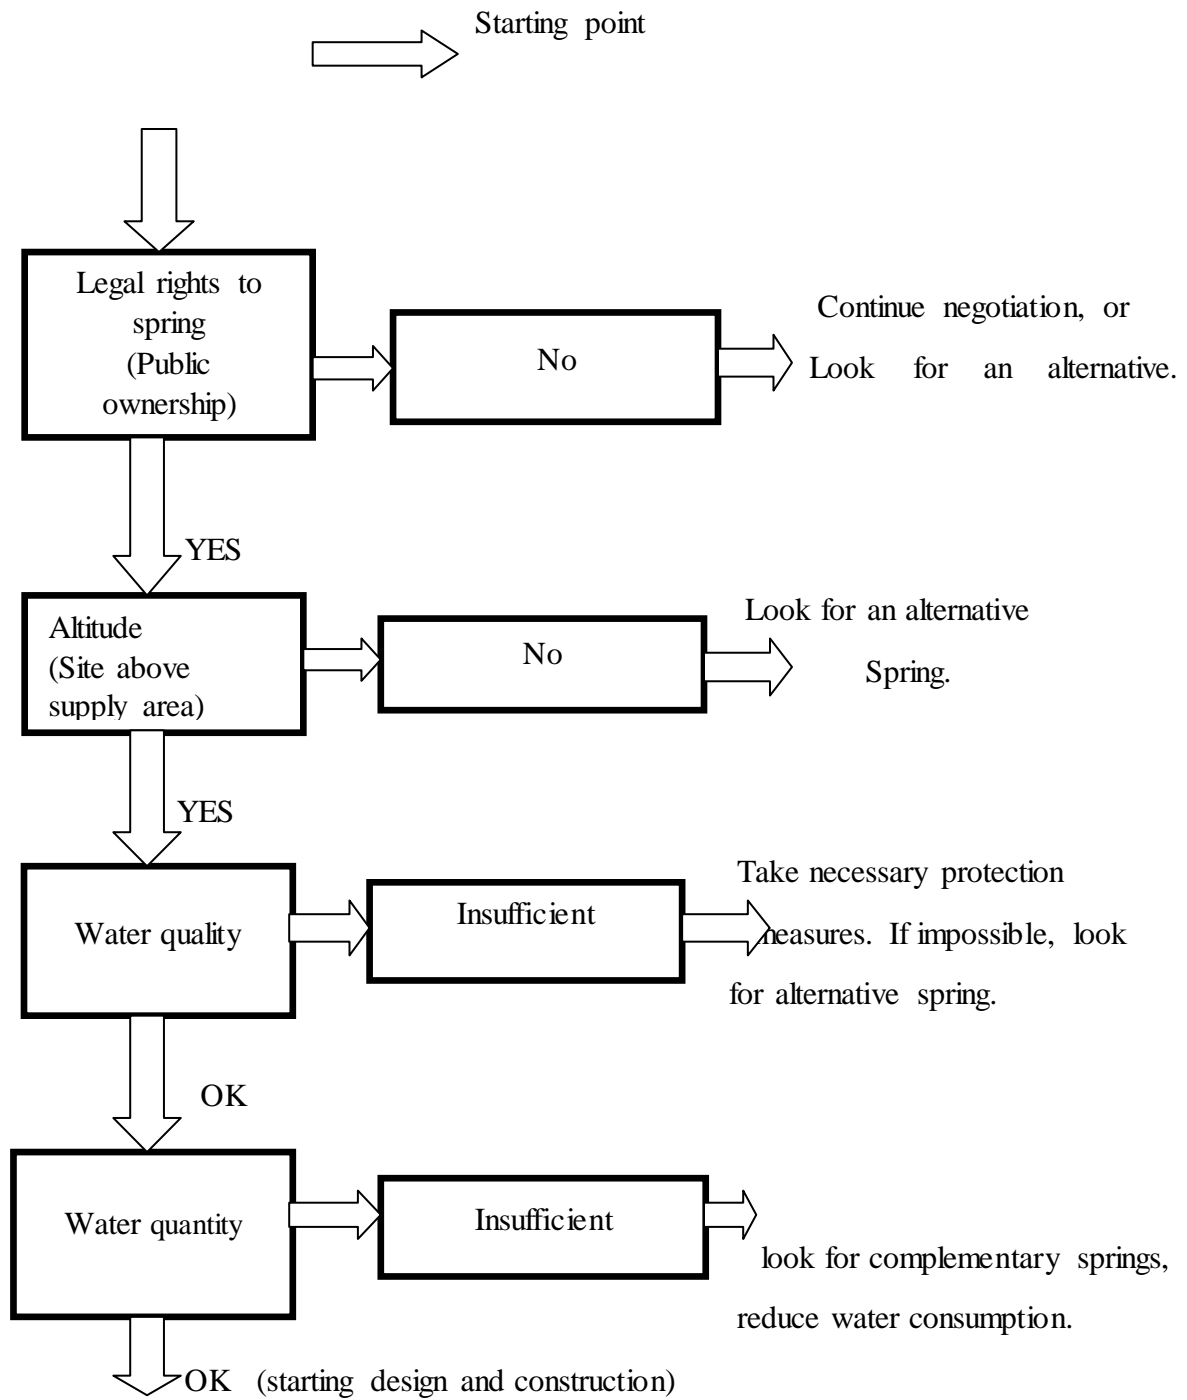 Starting point
Legal rights to
spring
(Public
ownership)
No
Continue negotiation, or
Look for an alternative.
YES
Altitude
(Site above
supply area)
No
Look for an alternative
Spring.
YES
Water quality
Insufficient
Take necessary protection
measures. If impossible, look
for alternative spring.
OK
Water quantity
Insufficient
look for complementary springs,
reduce water consumption.
OK (starting design and construction)